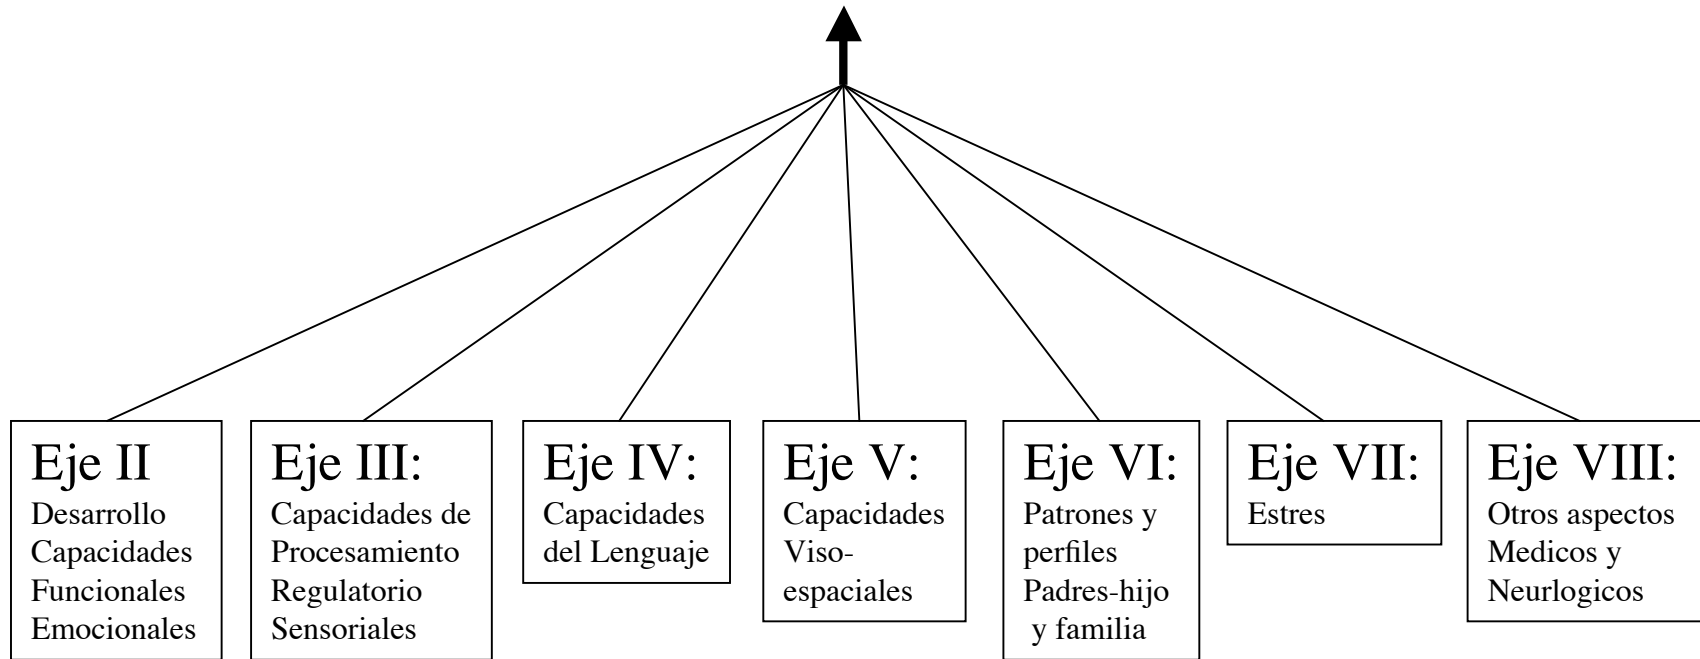 Eje II
Desarrollo
Capacidades
Funcionales
Emocionales
Eje III:
Capacidades de
Procesamiento
Regulatorio
Sensoriales
Eje IV:
Capacidades
del Lenguaje
Eje V:
Capacidades
Viso-
espaciales
Eje VI:
Patrones y
perfiles
Padres-hijo
y familia
Eje VII:
Estres
Eje VIII:
Otros aspectos
Medicos y
Neurlogicos